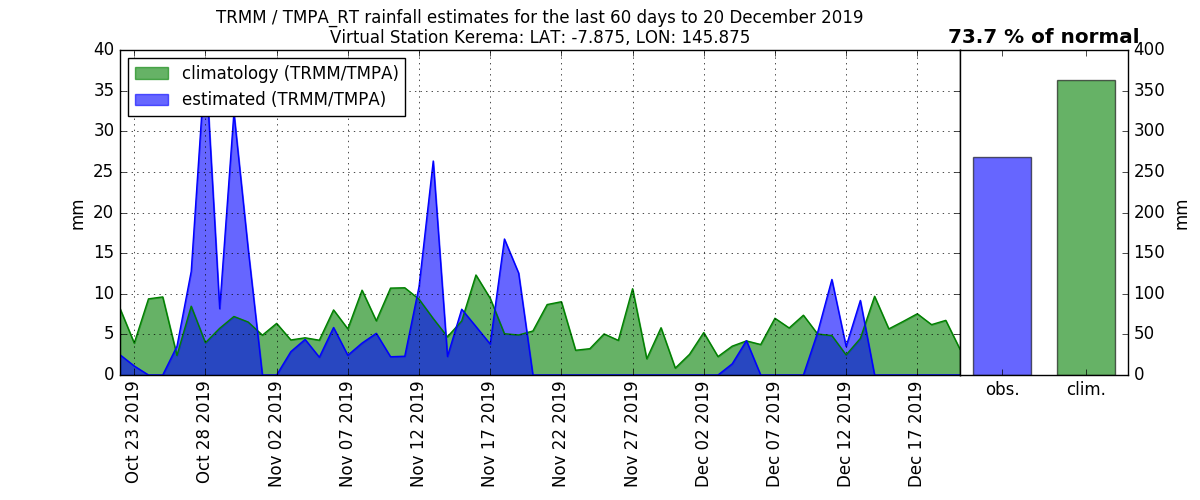 TRMM / TMPA_RT rainfall estimates for the last 60 days to 20 December 2019
Virtual Station Kerema: LAT: -7.875, LON: 145.875
73.7 % of normal
climatology (TRMM/TMPA)
estimated (TRMM/TMPA)
40
35
30
25
20
15
10
5
0
mm
400
350
300
250
200
150
100
50
0
mm
Oct 23 2019
Oct 28 2019
Nov 02 2019
Nov 07 2019
Nov 12 2019
Nov 17 2019
Nov 22 2019
Nov 27 2019
Dec 02 2019
Dec 07 2019
Dec 12 2019
Dec 17 2019
obs.
clim.